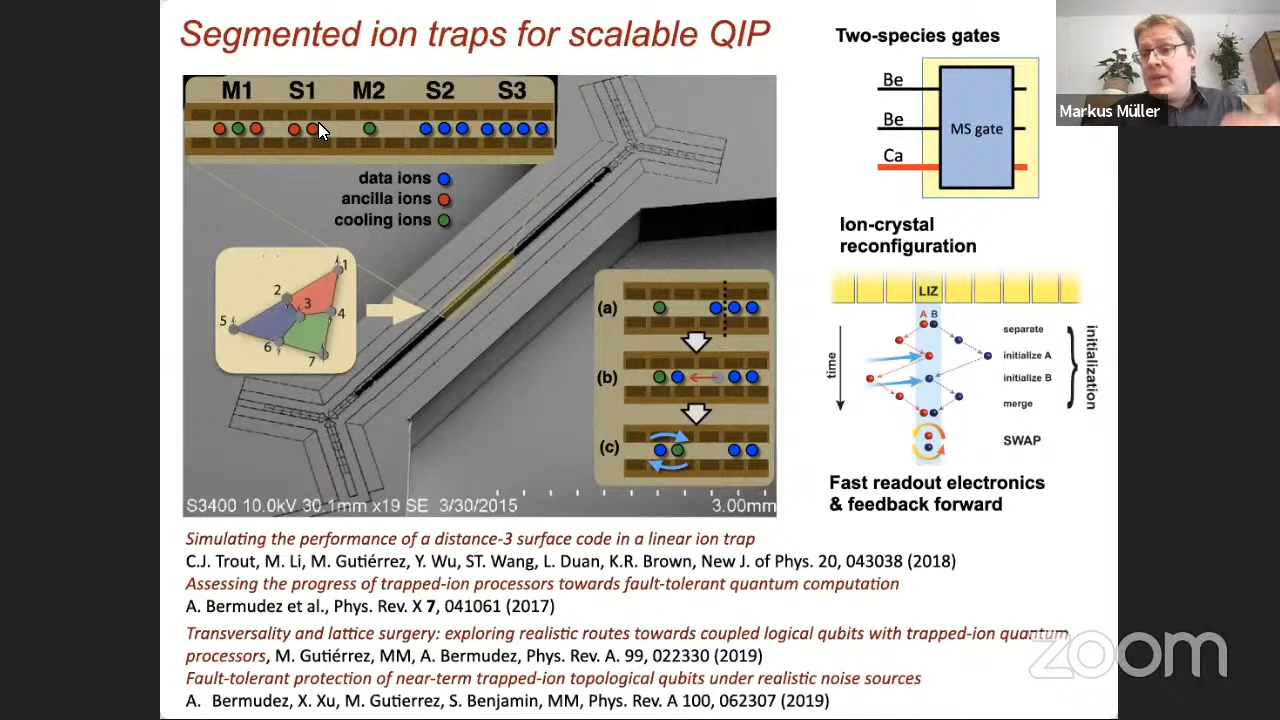 Segmented ion traps for scalable QIP
M1 S1 M2 S2 S3
data ions
ancilla ions
cooling ions
1
2
3
4
5
6
7
(a)
(b)
(c)
S3400 10.0kV 30.1mm x19 SE 3/30/2015 3.00mm
Two-species gates
Be
Be
Ca
MS gate
Ion-crystal
reconfiguration
LIZ
A B
time
separate
initialize A
initialize B
merge
initialization
SWAP
Fast readout electronics
& feedback forward
Simulating the performance of a distance-3 surface code in a linear ion trap
C.J. Trout, M. Li, M. Gutiérrez, Y. Wu, ST. Wang, L. Duan, K.R. Brown, New J. of Phys. 20, 043038 (2018)
Assessing the progress of trapped-ion processors towards fault-tolerant quantum computation
A. Bermudez et al., Phys. Rev. X 7, 041061 (2017)
Transversality and lattice surgery: exploring realistic routes towards coupled logical qubits with trapped-ion quantum
processors, M. Gutiérrez, MM, A. Bermudez, Phys. Rev. A. 99, 022330 (2019)
Fault-tolerant protection of near-term trapped-ion topological qubits under realistic noise sources
A. Bermudez, X. Xu, M. Gutierrez, S. Benjamin, MM, Phys. Rev. A 100, 062307 (2019)
Markus Müller
zoom